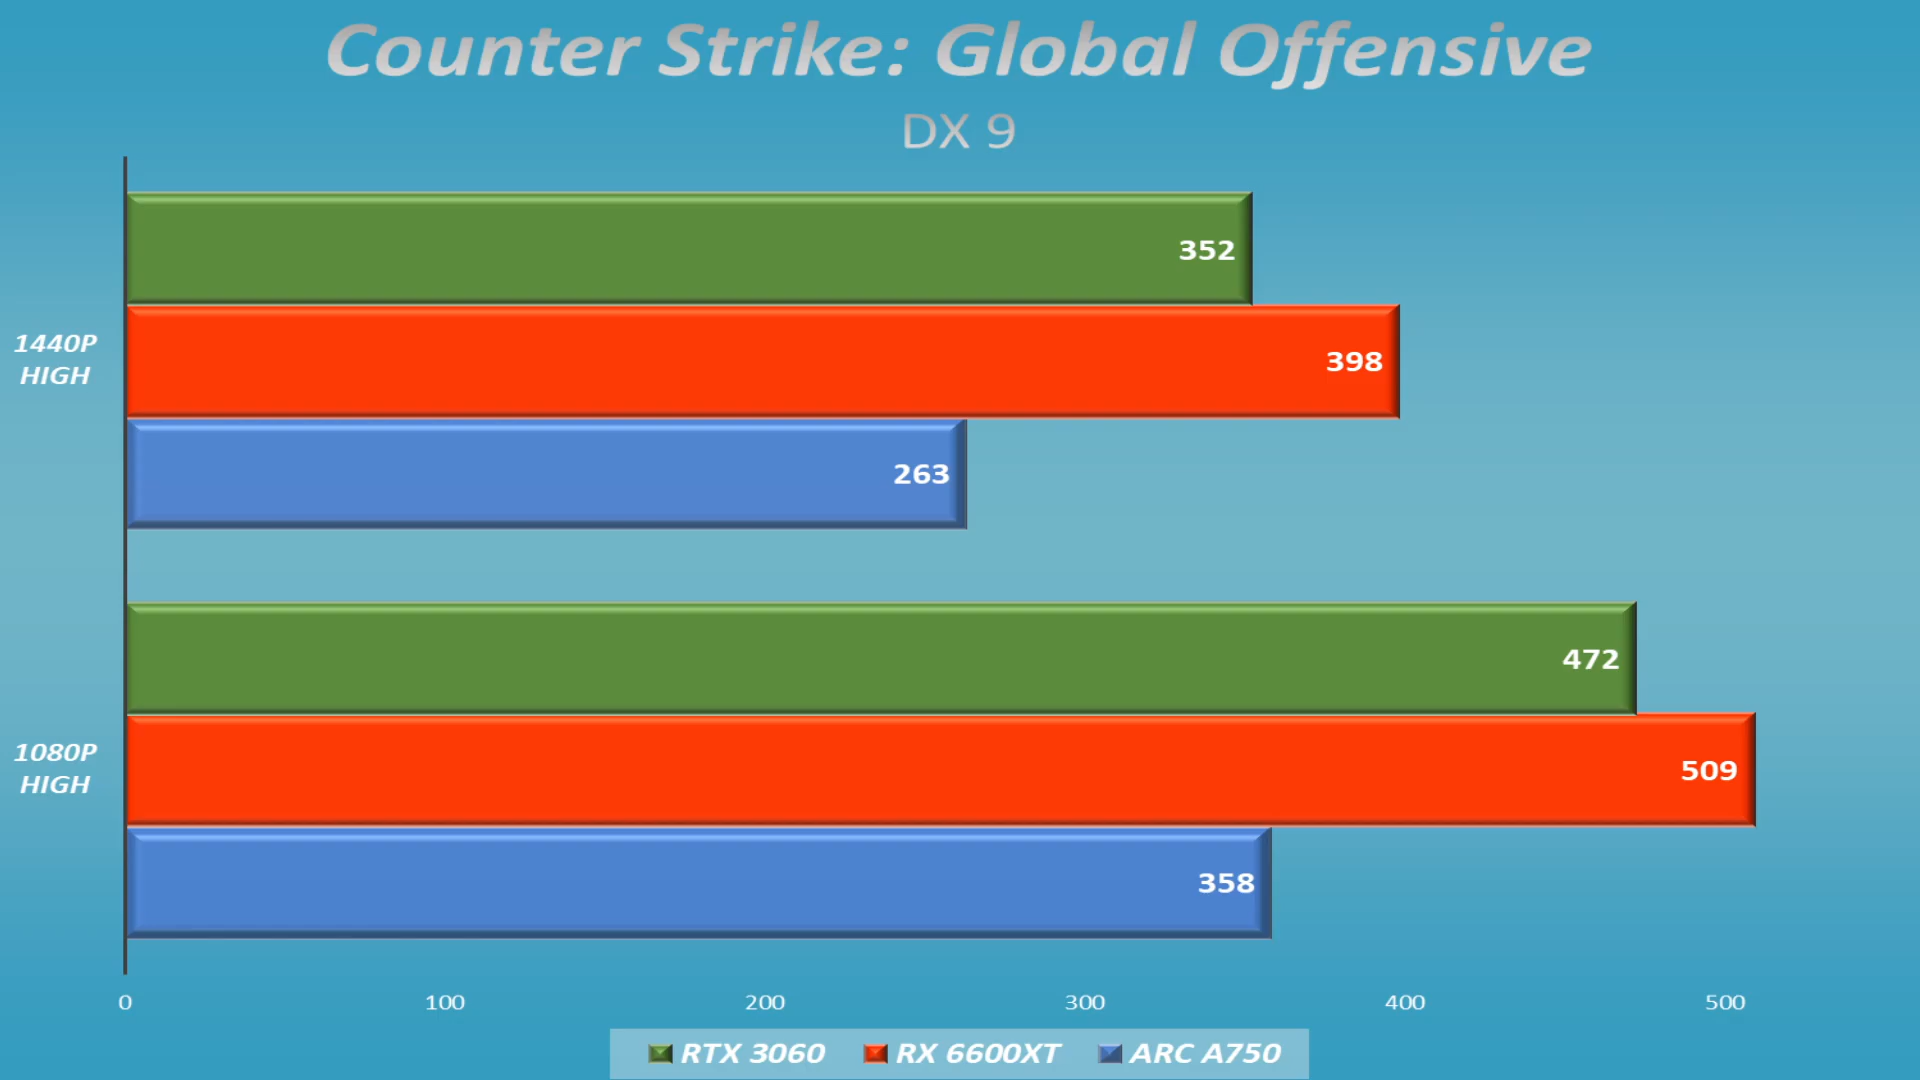 Counter Strike: Global Offensive
DX 9
1440P
HIGH
352
398
263
1080P
HIGH
472
509
358
0 100 200 300 400 500
RTX 3060 RX 6600XT ARC A750